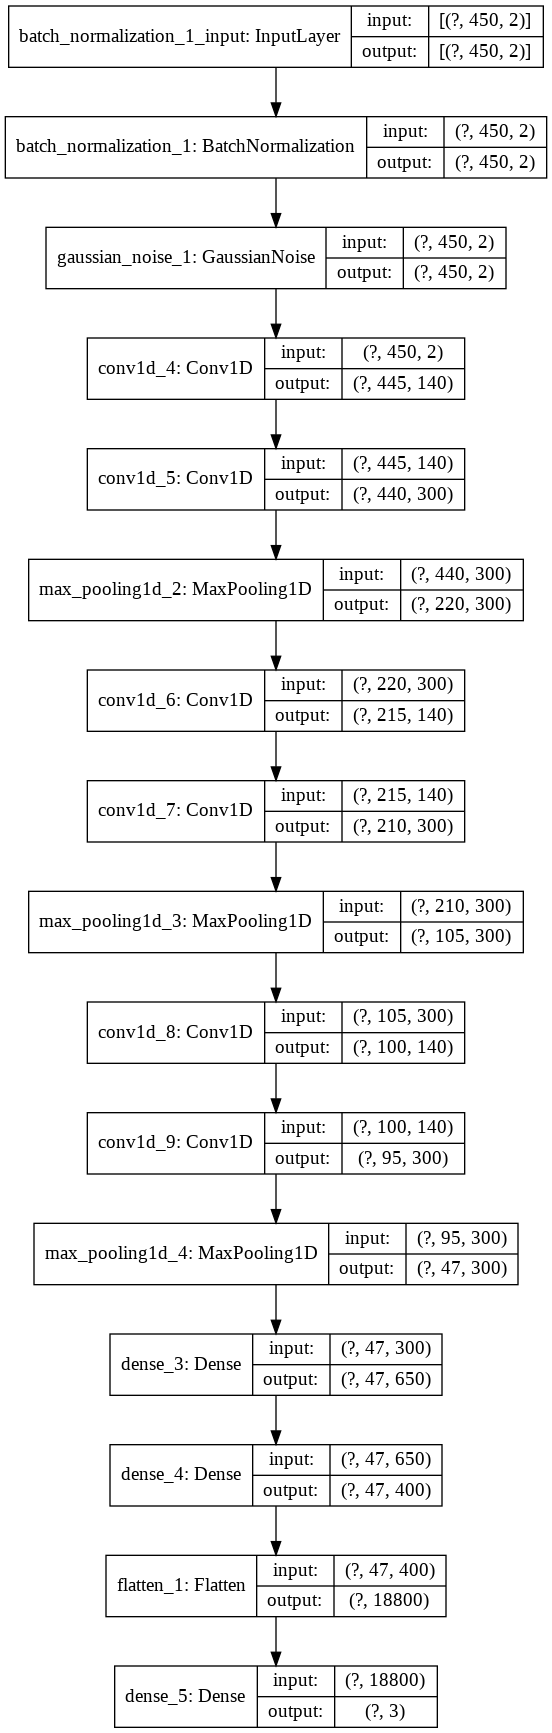 batch_normalization_1_input: InputLayer input: [(?, 450, 2)]
output: [(?, 450, 2)]
batch_normalization_1: BatchNormalization input: (?, 450, 2)
output: (?, 450, 2)
gaussian_noise_1: GaussianNoise input: (?, 450, 2)
output: (?, 450, 2)
conv1d_4: Conv1D input: (?, 450, 2)
output: (?, 445, 140)
conv1d_5: Conv1D input: (?, 445, 140)
output: (?, 440, 300)
max_pooling1d_2: MaxPooling1D input: (?, 440, 300)
output: (?, 220, 300)
conv1d_6: Conv1D input: (?, 220, 300)
output: (?, 215, 140)
conv1d_7: Conv1D input: (?, 215, 140)
output: (?, 210, 300)
max_pooling1d_3: MaxPooling1D input: (?, 210, 300)
output: (?, 105, 300)
conv1d_8: Conv1D input: (?, 105, 300)
output: (?, 100, 140)
conv1d_9: Conv1D input: (?, 100, 140)
output: (?, 95, 300)
max_pooling1d_4: MaxPooling1D input: (?, 95, 300)
output: (?, 47, 300)
dense_3: Dense input: (?, 47, 300)
output: (?, 47, 650)
dense_4: Dense input: (?, 47, 650)
output: (?, 47, 400)
flatten_1: Flatten input: (?, 47, 400)
output: (?, 18800)
dense_5: Dense input: (?, 18800)
output: (?, 3)